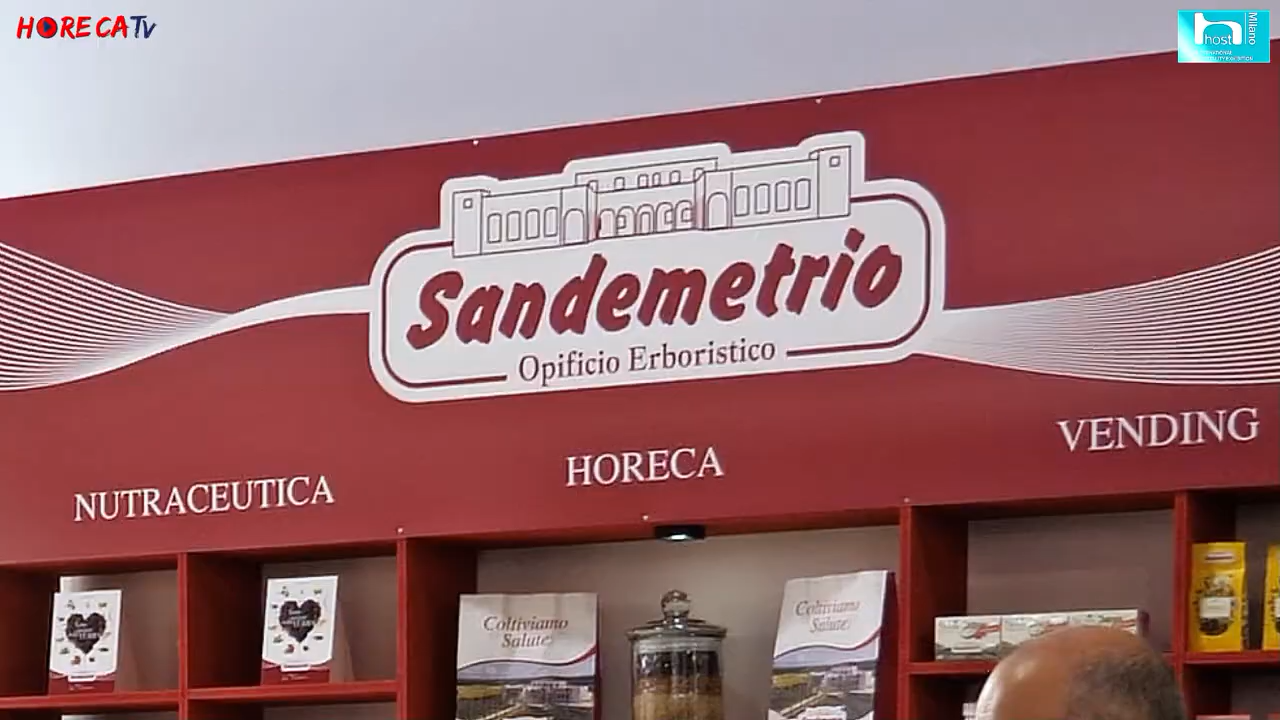 HORECATV
host
Milano
Sandemetrio
Opificio Erboristico
NUTRACEUTICA
HORECA
VENDING
Coltiviamo
Salute
Coltiviamo
Salute